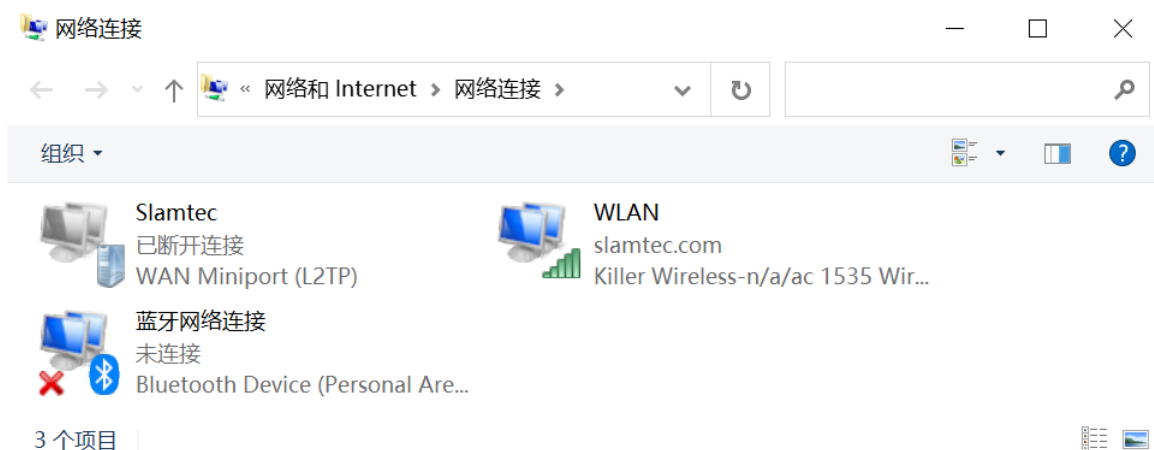 网络连接
« 网络和 Internet › 网络连接 ›
组织
?
Slamtec
已断开连接
WAN Miniport (L2TP)
WLAN
slamtec.com
Killer Wireless-n/a/ac 1535 Wir...
蓝牙网络连接
未连接
Bluetooth Device (Personal Are...
3 个项目